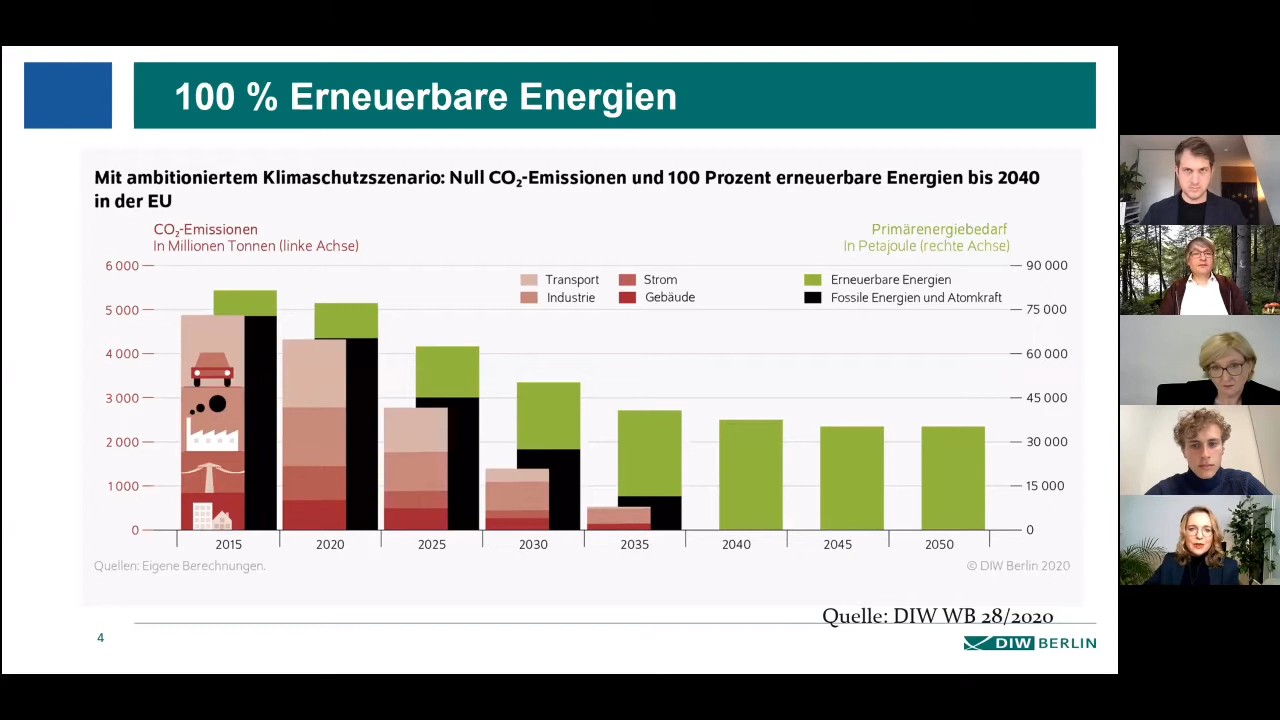 100 % Erneuerbare Energien
Mit ambitioniertem Klimaschutzszenario: Null CO₂-Emissionen und 100 Prozent erneuerbare Energien bis 2040
in der EU
CO₂-Emissionen
In Millionen Tonnen (linke Achse)
Primärenergiebedarf
In Petajoule (rechte Achse)
6 000
5 000
4 000
3 000
2 000
1 000
0
Transport
Industrie
Strom
Gebäude
Erneuerbare Energien
Fossile Energien und Atomkraft
90 000
75 000
60 000
45 000
30 000
15 000
0
2015 2020 2025 2030 2035 2040 2045 2050
Quellen: Eigene Berechnungen.
© DIW Berlin 2020
Quelle: DIW WB 28/2020
4
DIW BERLIN